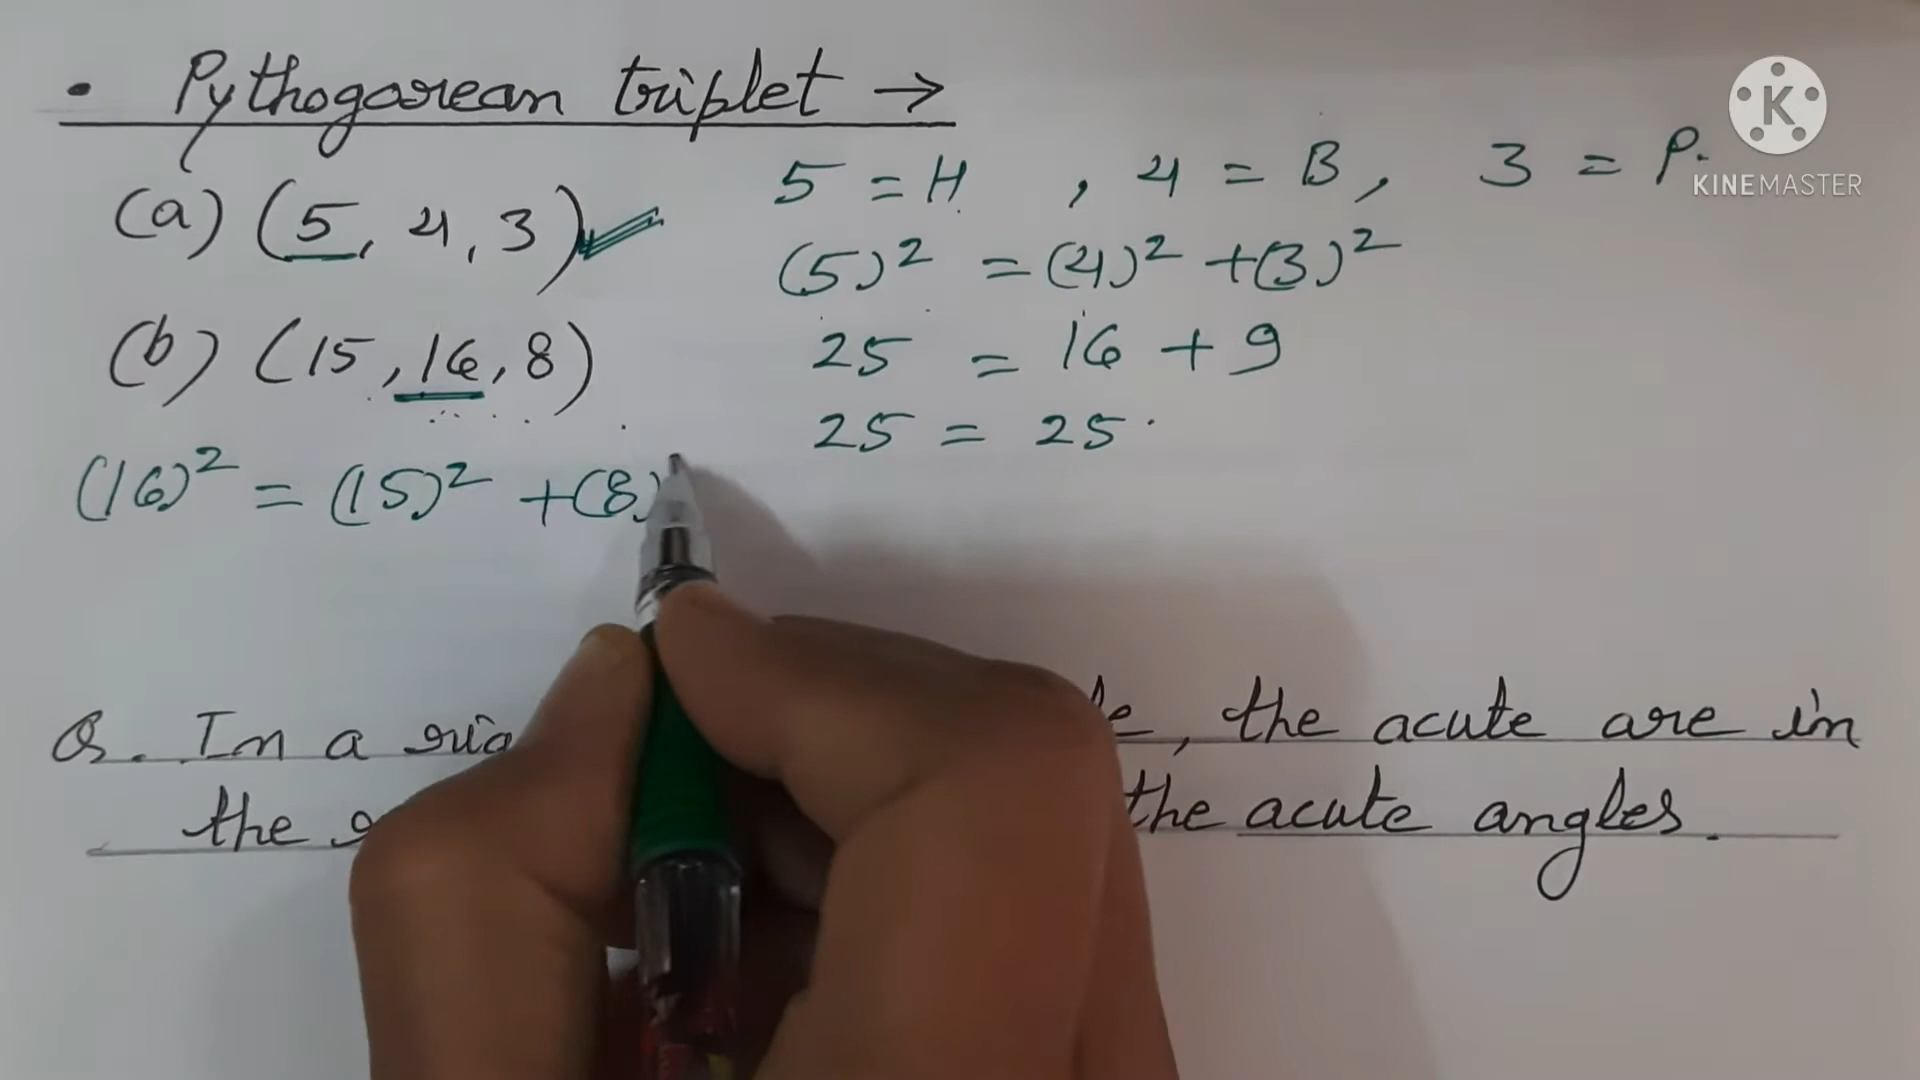 • Pythogorean triplet →
5 = H , 4 = B , 3 = P.
(a) (5, 4, 3) ✓
(5)² = (4)² + (3)²
(b) (15, 16, 8)
25 = 16 + 9
25 = 25
(16)² = (15)² + (8)
Q. In a , the acute are in
the the acute angles.
K
KINEMASTER